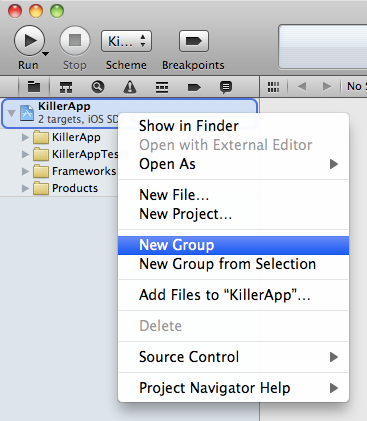 Ki...
Run
Stop
Scheme
Breakpoints
No S
KillerApp
2 targets, iOS SD
KillerApp
KillerAppTes
Frameworks
Products
Show in Finder
Open with External Editor
Open As
New File...
New Project...
New Group
New Group from Selection
Add Files to “KillerApp”...
Delete
Source Control
Project Navigator Help